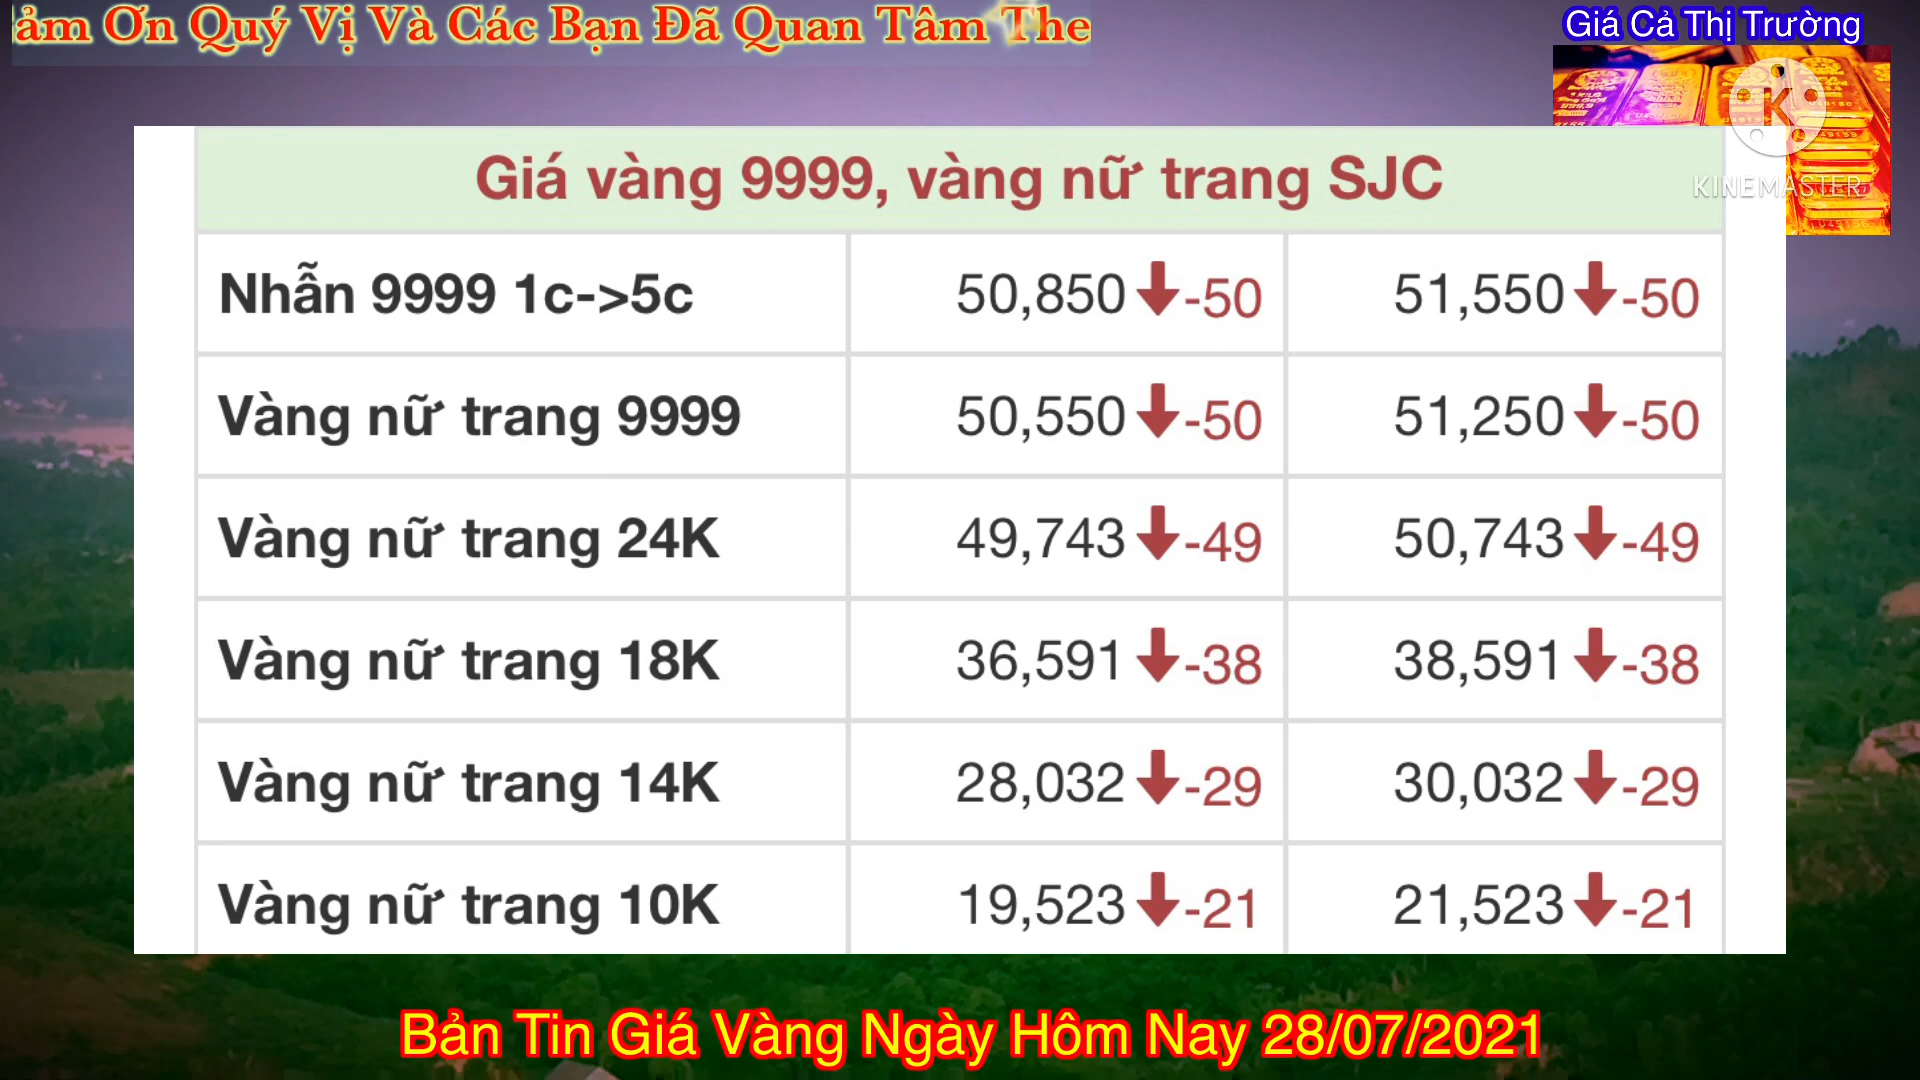 ảm Ơn Quý Vị Và Các Bạn Đã Quan Tâm The
Giá Cả Thị Trường
KINEMASTER
Giá vàng 9999, vàng nữ trang SJC
Nhẫn 9999 1c->5c 50,850 -50 51,550 -50
Vàng nữ trang 9999 50,550 -50 51,250 -50
Vàng nữ trang 24K 49,743 -49 50,743 -49
Vàng nữ trang 18K 36,591 -38 38,591 -38
Vàng nữ trang 14K 28,032 -29 30,032 -29
Vàng nữ trang 10K 19,523 -21 21,523 -21
Bản Tin Giá Vàng Ngày Hôm Nay 28/07/2021